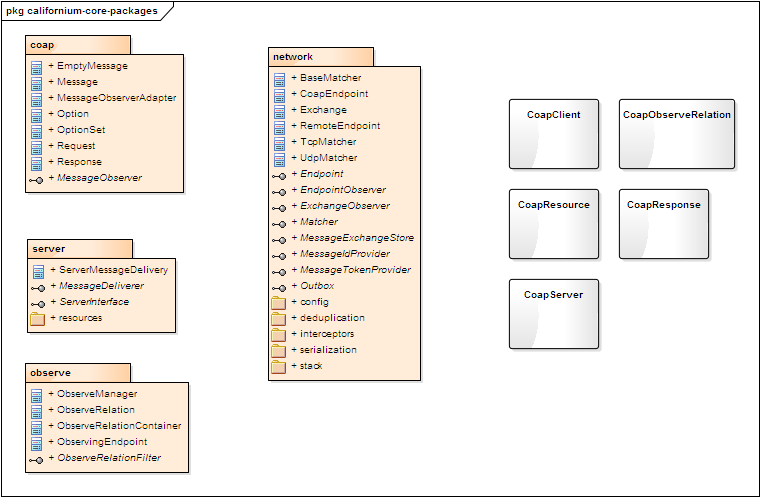 pkg californium-core-packages
coap
+ EmptyMessage
+ Message
+ MessageObserverAdapter
+ Option
+ OptionSet
+ Request
+ Response
+ MessageObserver
server
+ ServerMessageDelivery
+ MessageDeliverer
+ ServerInterface
+ resources
observe
+ ObserveManager
+ ObserveRelation
+ ObserveRelationContainer
+ ObservingEndpoint
+ ObserveRelationFilter
network
+ BaseMatcher
+ CoapEndpoint
+ Exchange
+ RemoteEndpoint
+ TcpMatcher
+ UdpMatcher
+ Endpoint
+ EndpointObserver
+ ExchangeObserver
+ Matcher
+ MessageExchangeStore
+ MessageIdProvider
+ MessageTokenProvider
+ Outbox
+ config
+ deduplication
+ interceptors
+ serialization
+ stack
CoapClient
CoapObserveRelation
CoapResource
CoapResponse
CoapServer